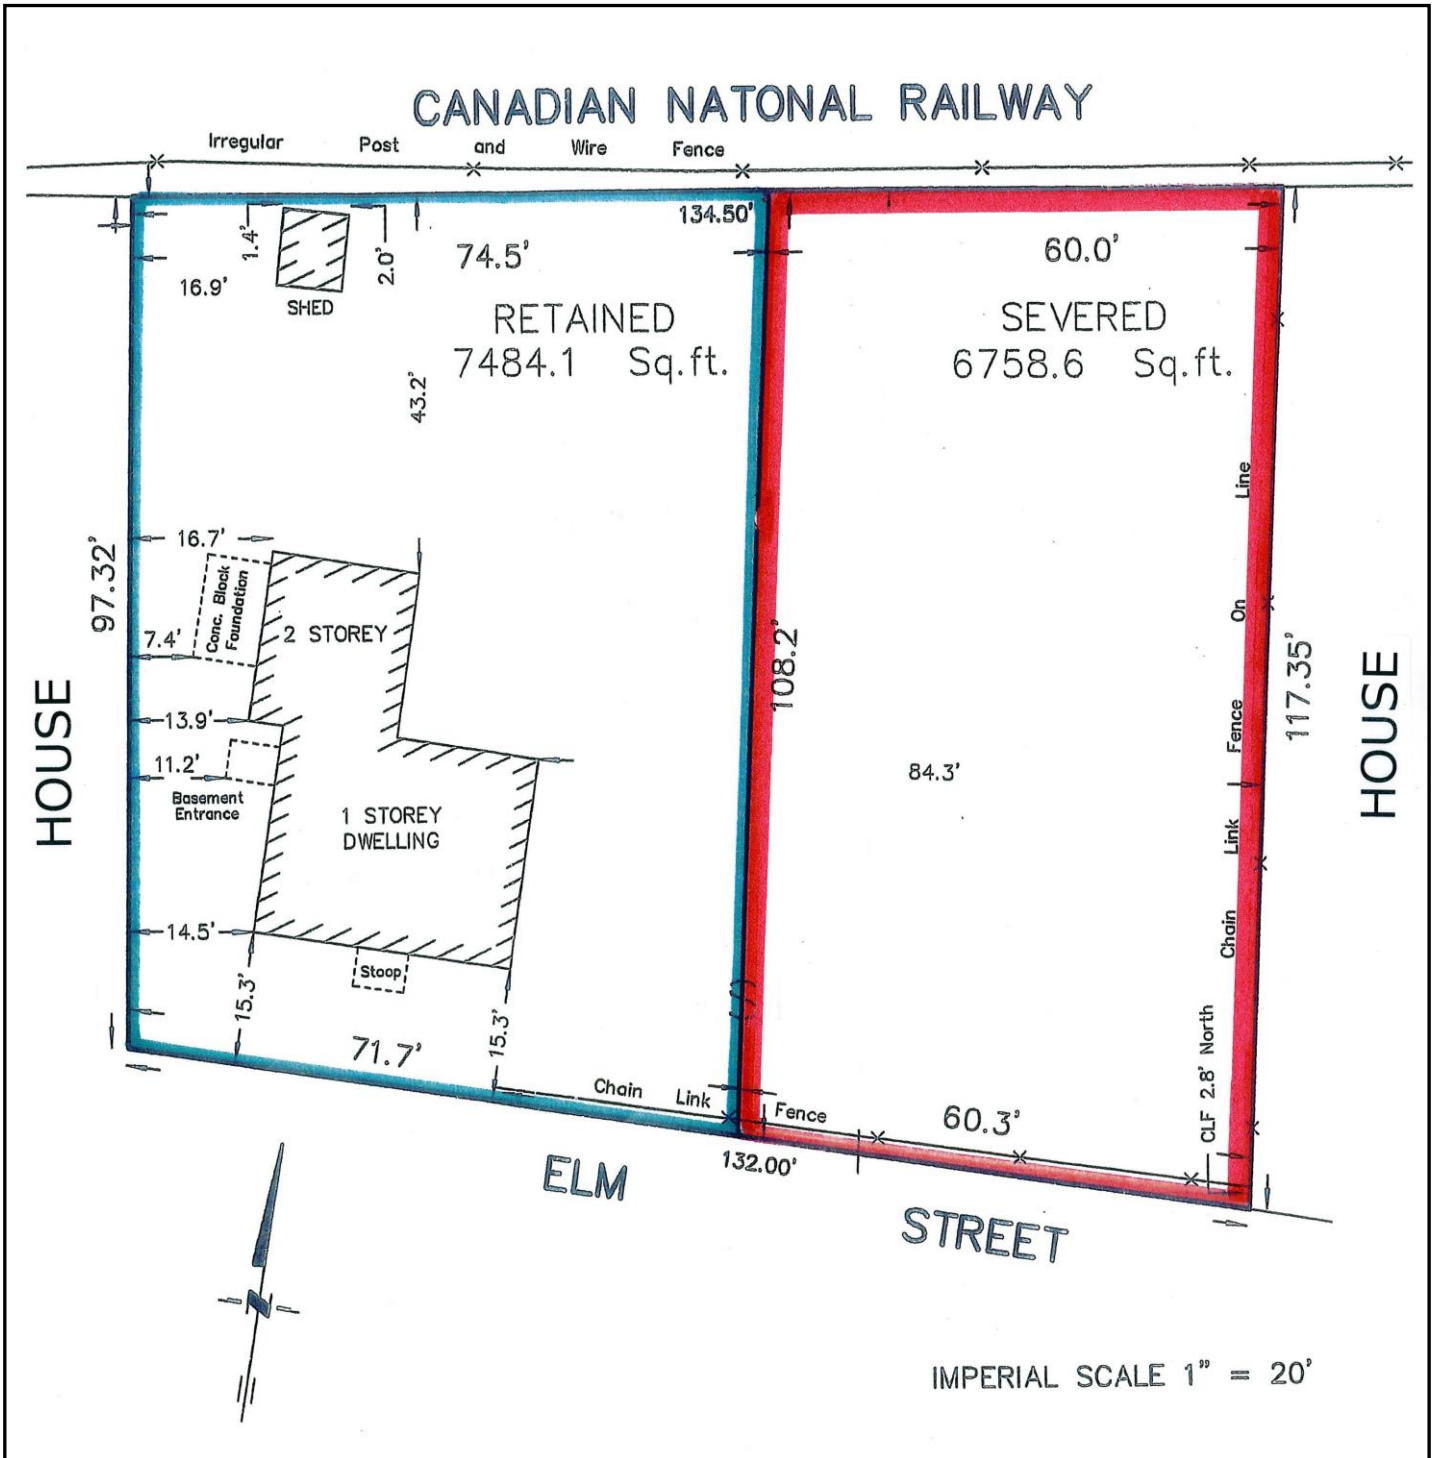 CANADIAN NATONAL RAILWAY
Irregular Post and Wire Fence
134.50'
1.4'
2.0'
74.5'
60.0'
16.9'
SHED
RETAINED
7484.1 Sq.ft.
SEVERED
6758.6 Sq.ft.
43.2'
97.32'
16.7'
Conc. Block
Foundation
2 STOREY
7.4'
108.2'
117.35'
HOUSE
HOUSE
13.9'
11.2'
Basement
Entrance
84.3'
1 STOREY
DWELLING
Chain Link Fence On Line
14.5'
Stoop
15.3'
15.3'
71.7'
CLF 2.8' North
Chain Link Fence
60.3'
132.00'
ELM STREET
N
IMPERIAL SCALE 1" = 20'